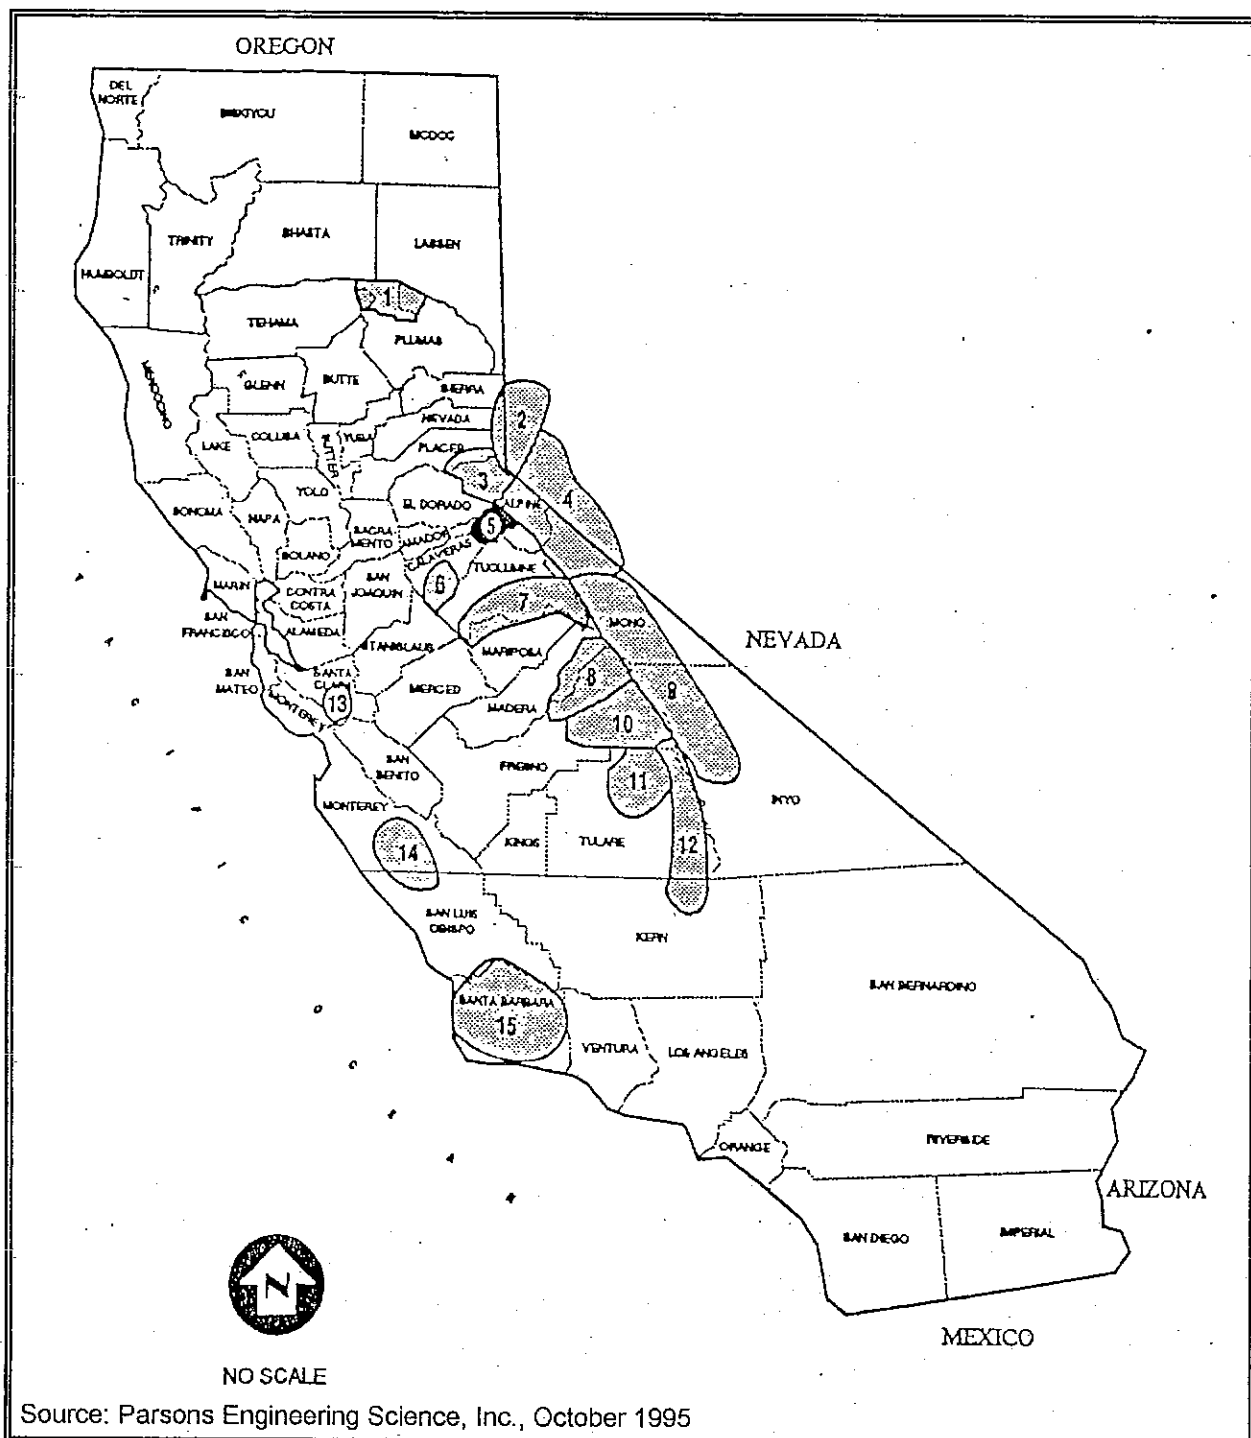 OREGON
DEL
NORTE
MODOC
TRINITY
SHASTA
LASSEN
HUMBOLDT
1
TEHAMA
PLUMAS
MENDOCINO
GLENN
BUTTE
SIERRA
2
NEVADA
LAKE
COLUSA
SUTTER
YUBA
PLACER
3
4
YOLO
EL DORADO
ALPINE
SONOMA
NAPA
SACRA
MENTO
AMADOR
5
SOLANO
CALAVERAS
TUOLUMNE
MARIN
CONTRA
COSTA
SAN
JOAQUIN
6
7
SAN
FRANCISCO
ALAMEDA
STANISLAUS
MONO
NEVADA
MARIPOSA
SAN
MATEO
SANTA
CLARA
MERCED
8
9
13
MONTEREY
MADERA
10
SAN
BENITO
FRESNO
11
INYO
MONTEREY
KINGS
TULARE
12
14
SAN LUIS
OBISPO
KERN
SAN BERNARDINO
SANTA BARBARA
15
VENTURA
LOS ANGELES
ORANGE
RIVERSIDE
ARIZONA
SAN DIEGO
IMPERIAL
N
MEXICO
NO SCALE
Source: Parsons Engineering Science, Inc., October 1995